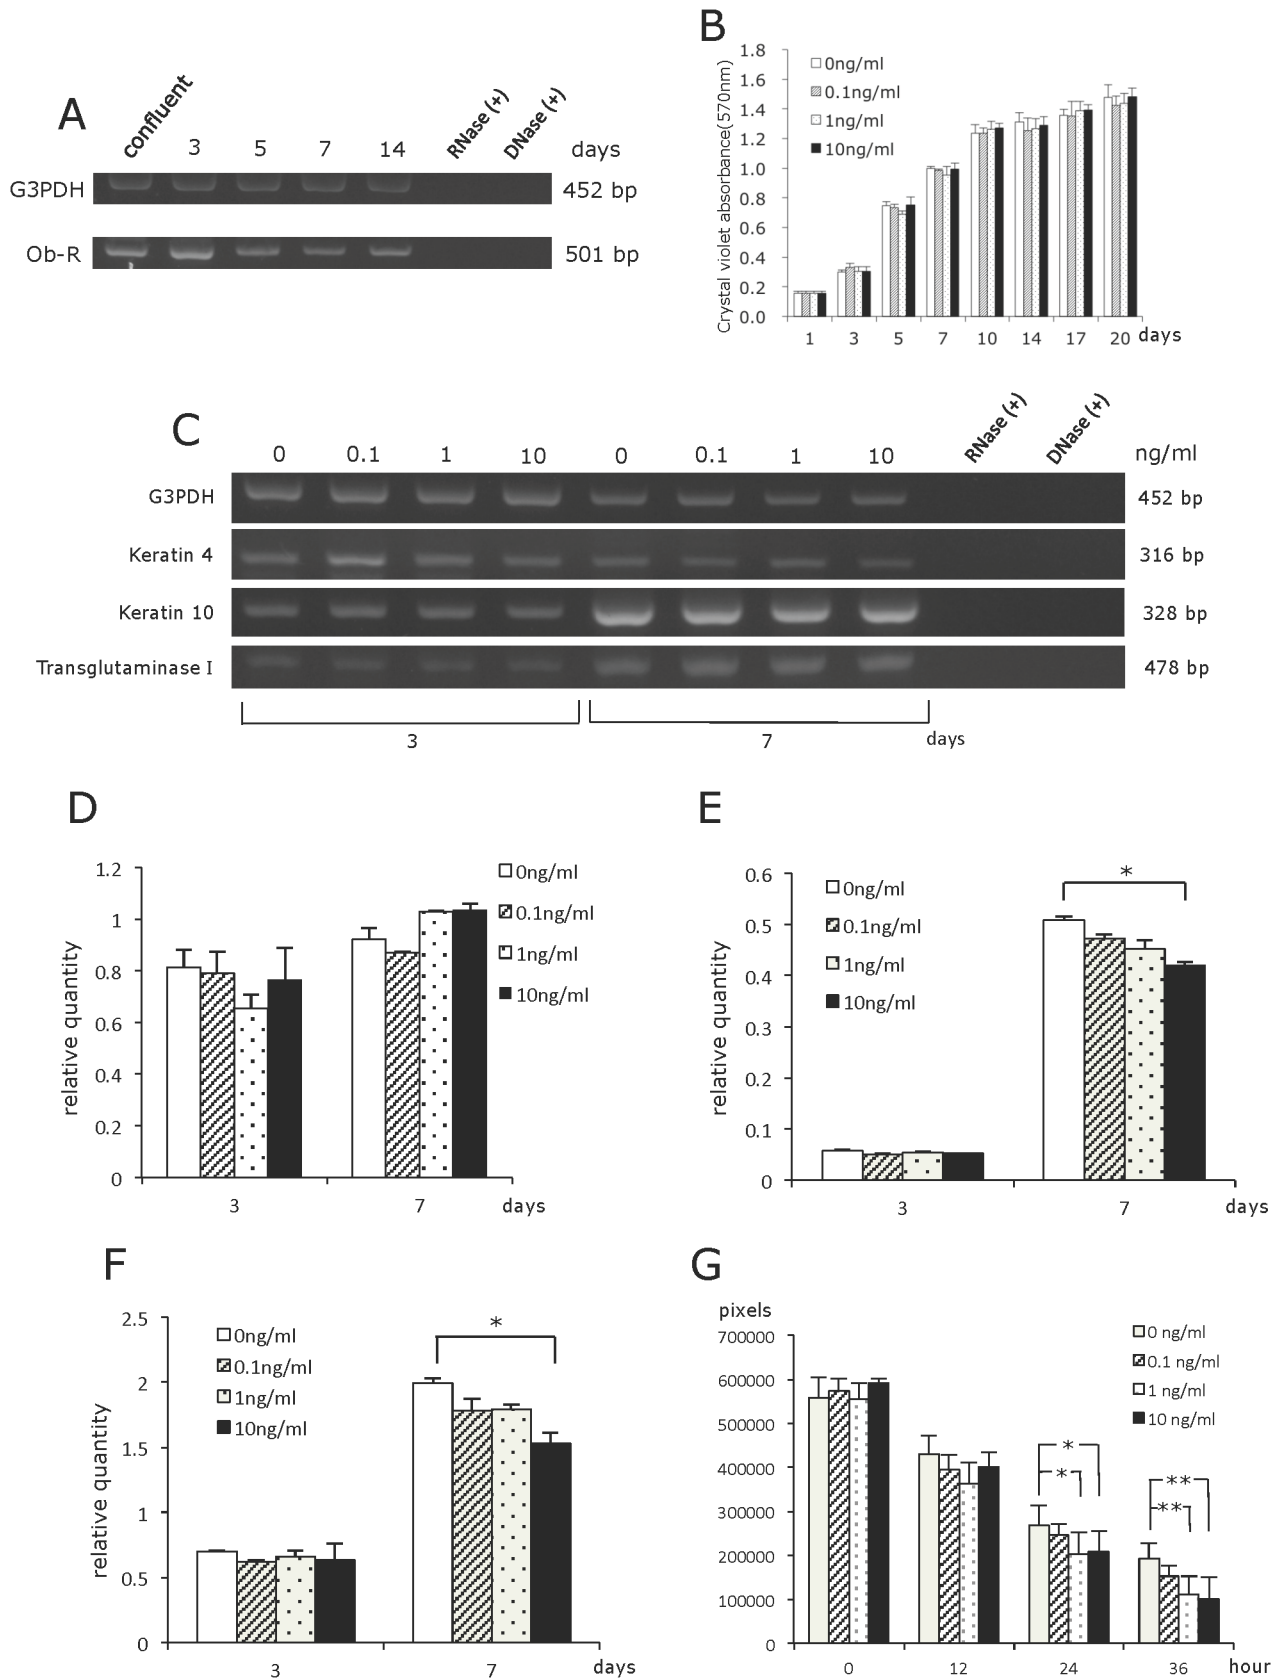 A
Confluent 3 5 7 14 RNase (+) DNase (+) days
G3PDH 452 bp
Ob-R 501 bp
B
Crystal violet absorbance(570nm)
1.8
1.6
1.4
1.2
1.0
0.8
0.6
0.4
0.2
0.0
0ng/ml
0.1ng/ml
1ng/ml
10ng/ml
1 3 5 7 10 14 17 20 days
C
0 0.1 1 10 0 0.1 1 10 RNase (+) DNase (+) ng/ml
G3PDH 452 bp
Keratin 4 316 bp
Keratin 10 328 bp
Transglutaminase I 478 bp
3 7 days
D
relative quantity
1.2
1
0.8
0.6
0.4
0.2
0
0ng/ml
0.1ng/ml
1ng/ml
10ng/ml
3 7 days
E
relative quantity
0.6
0.5
0.4
0.3
0.2
0.1
0
0ng/ml
0.1ng/ml
1ng/ml
10ng/ml
*
3 7 days
F
relative quantity
2.5
2
1.5
1
0.5
0
0ng/ml
0.1ng/ml
1ng/ml
10ng/ml
*
3 7 days
G
pixels
700000
600000
500000
400000
300000
200000
100000
0
0 ng/ml
0.1 ng/ml
1 ng/ml
10 ng/ml
*
*
**
**
0 12 24 36 hour